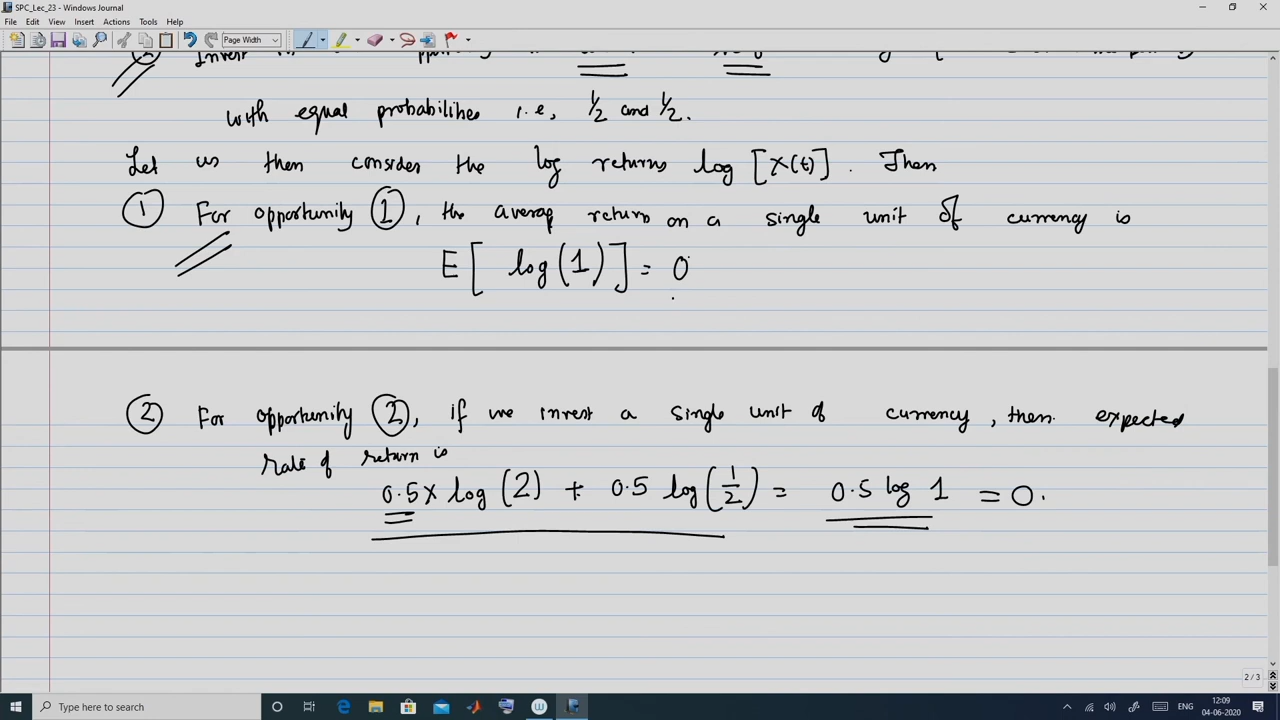 SPC_Lec_23 - Windows Journal
File Edit View Insert Actions Tools Help
Page Width
Invest
with equal probabilities i.e, 1/2 and 1/2.
Let us then consider the log returns log [X(t)]. Then
① For opportunity ①, the average return on a single unit of currency is
E[ log(1) ] = 0
② For opportunity ②, if we invest a single unit of currency, then expected
rate of return is
0.5 x log (2) + 0.5 log(1/2) = 0.5 log 1 = 0.
2 / 3
Type here to search
ENG
12:09
04-06-2020